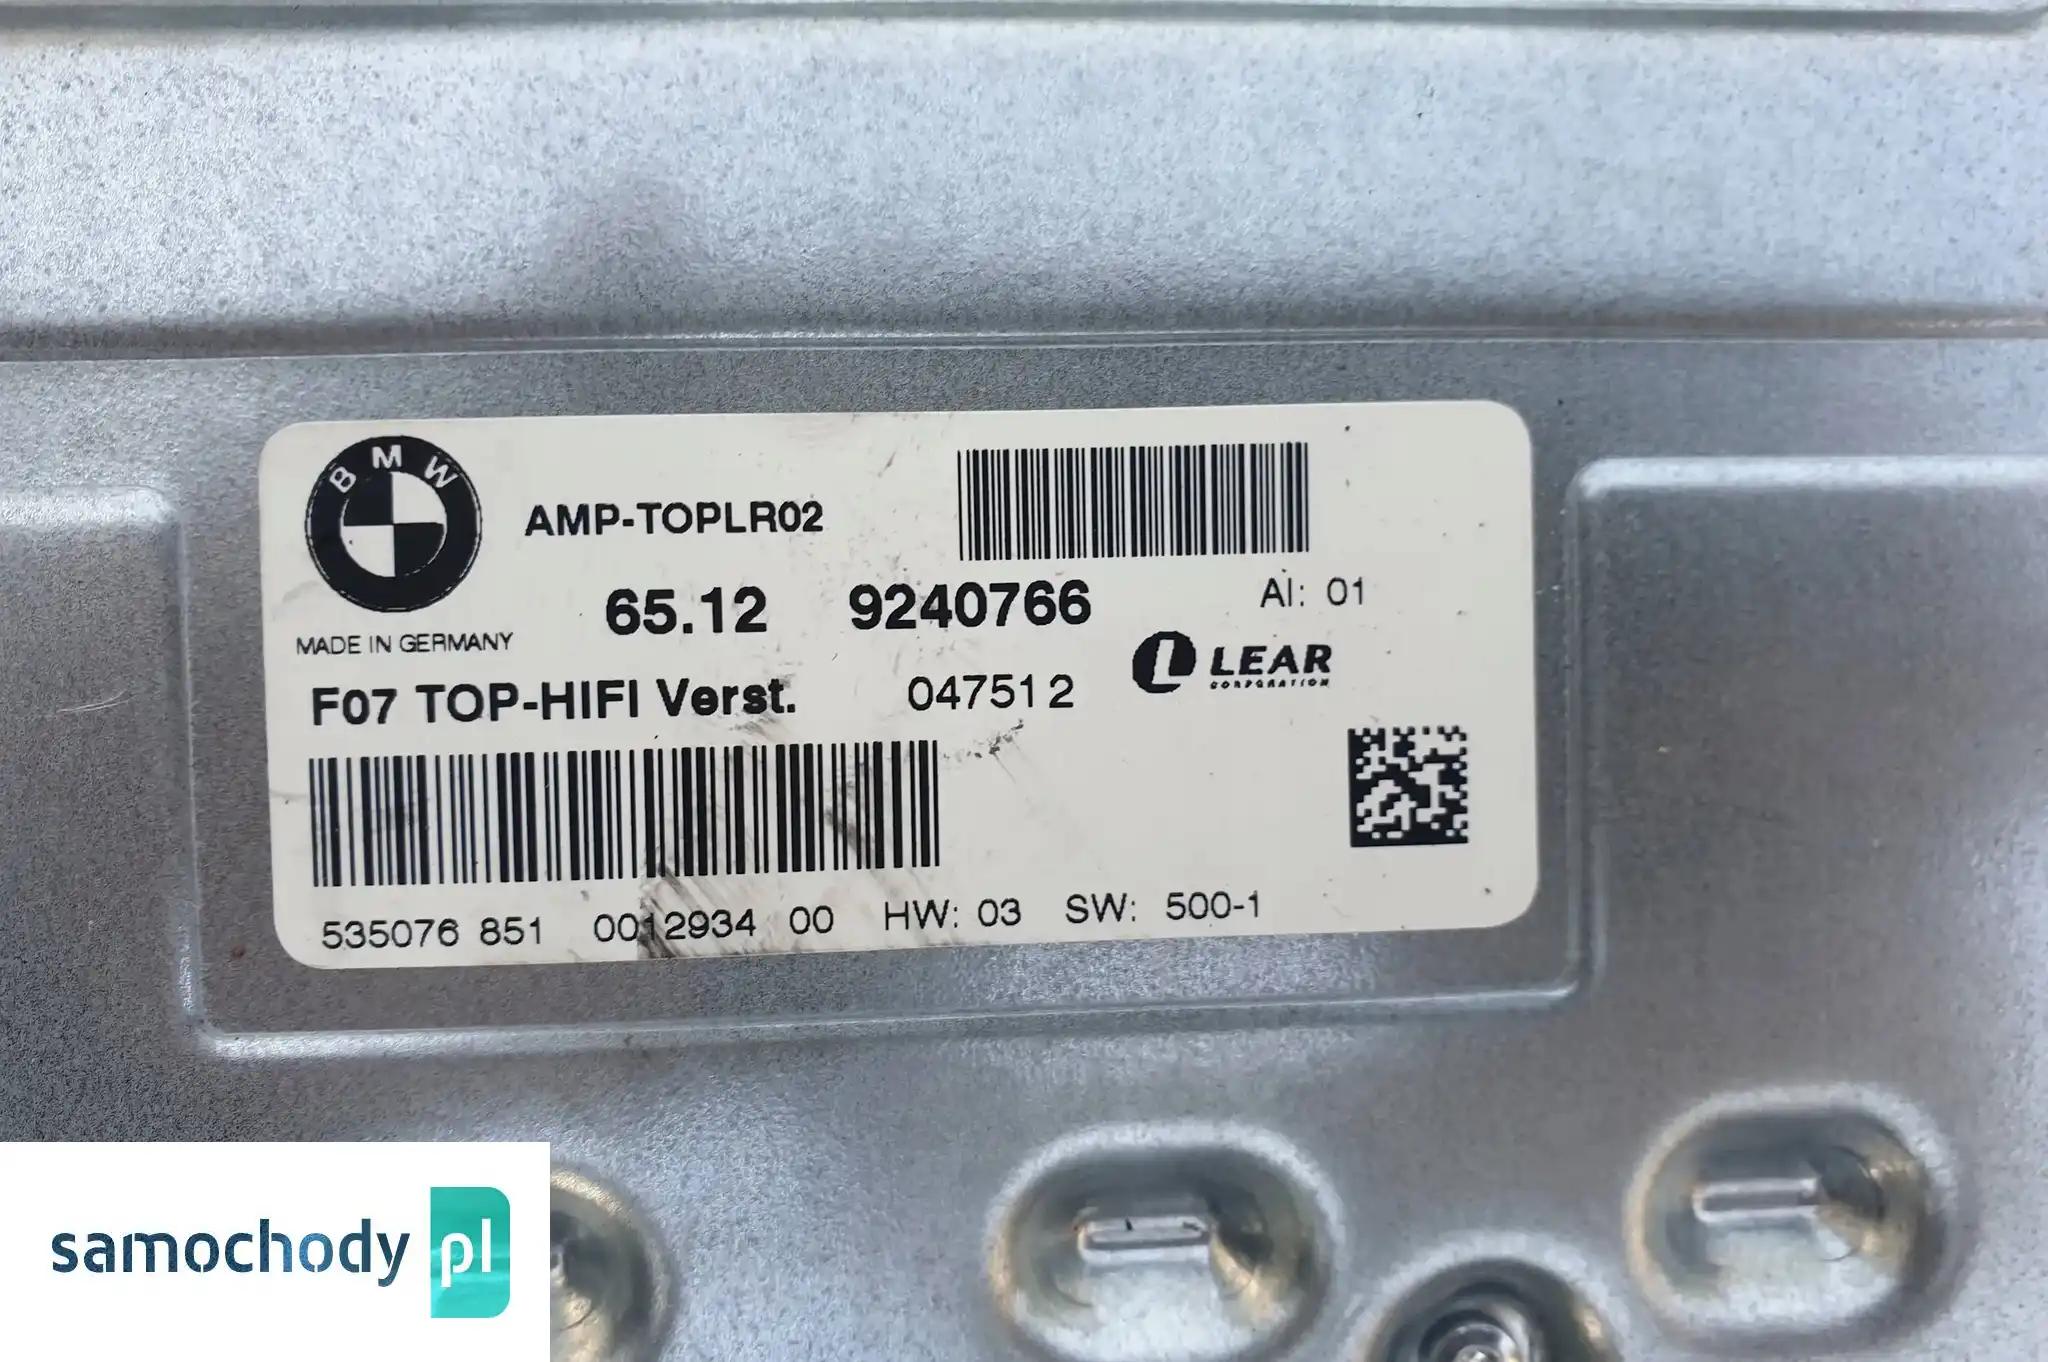 BMW
AMP-TOPLR02
65.12 9240766
AI: 01
MADE IN GERMANY
LEAR
CORPORATION
F07 TOP-HIFI Verst. 047512
535076 851 0012934 00 HW: 03 SW: 500-1
samochody pl